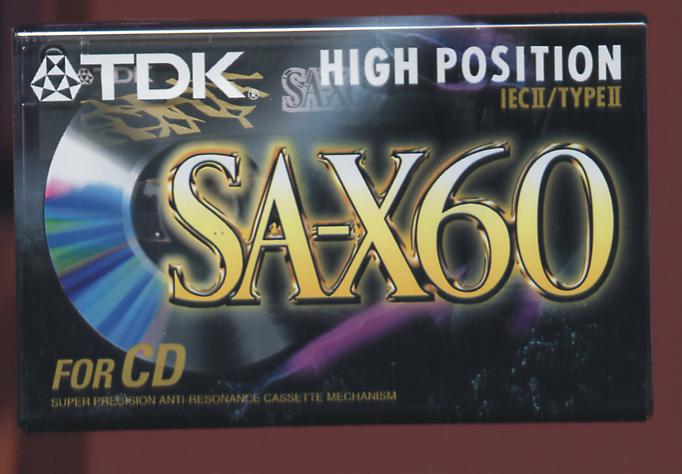 TDK®
HIGH POSITION
IECII/TYPEII
SA-X60
FOR CD
SUPER PRECISION ANTI-RESONANCE CASSETTE MECHANISM